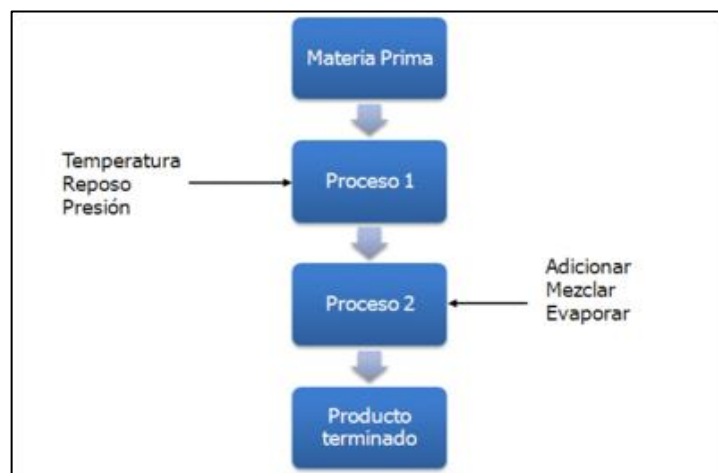 Materia Prima
Temperatura
Reposo
Presión
Proceso 1
Proceso 2
Adicionar
Mezclar
Evaporar
Producto
terminado